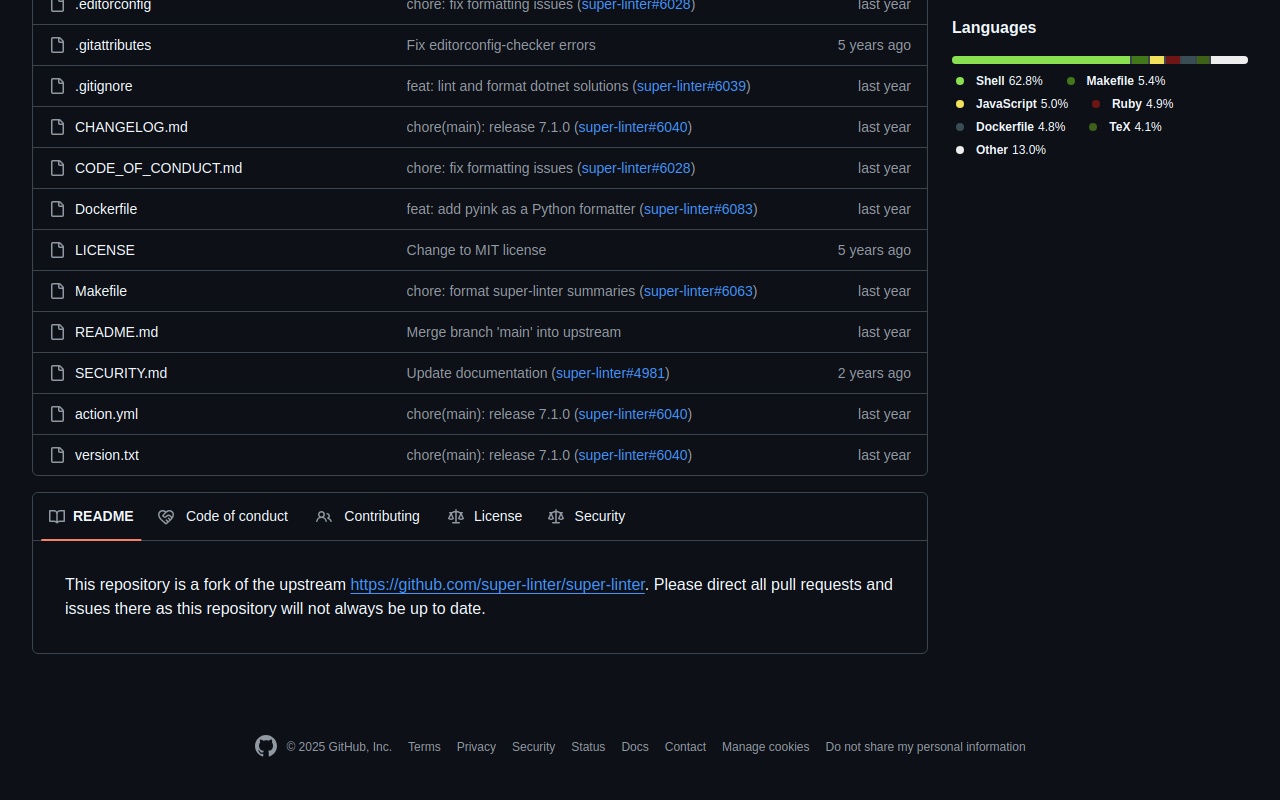 .editorconfig chore: fix formatting issues (super-linter#6028) last year
.gitattributes Fix editorconfig-checker errors 5 years ago
.gitignore feat: lint and format dotnet solutions (super-linter#6039) last year
CHANGELOG.md chore(main): release 7.1.0 (super-linter#6040) last year
CODE_OF_CONDUCT.md chore: fix formatting issues (super-linter#6028) last year
Dockerfile feat: add pyink as a Python formatter (super-linter#6083) last year
LICENSE Change to MIT license 5 years ago
Makefile chore: format super-linter summaries (super-linter#6063) last year
README.md Merge branch 'main' into upstream last year
SECURITY.md Update documentation (super-linter#4981) 2 years ago
action.yml chore(main): release 7.1.0 (super-linter#6040) last year
version.txt chore(main): release 7.1.0 (super-linter#6040) last year
README Code of conduct Contributing License Security
This repository is a fork of the upstream https://github.com/super-linter/super-linter. Please direct all pull requests and
issues there as this repository will not always be up to date.
Languages
Shell 62.8% Makefile 5.4%
JavaScript 5.0% Ruby 4.9%
Dockerfile 4.8% TeX 4.1%
Other 13.0%
© 2025 GitHub, Inc. Terms Privacy Security Status Docs Contact Manage cookies Do not share my personal information